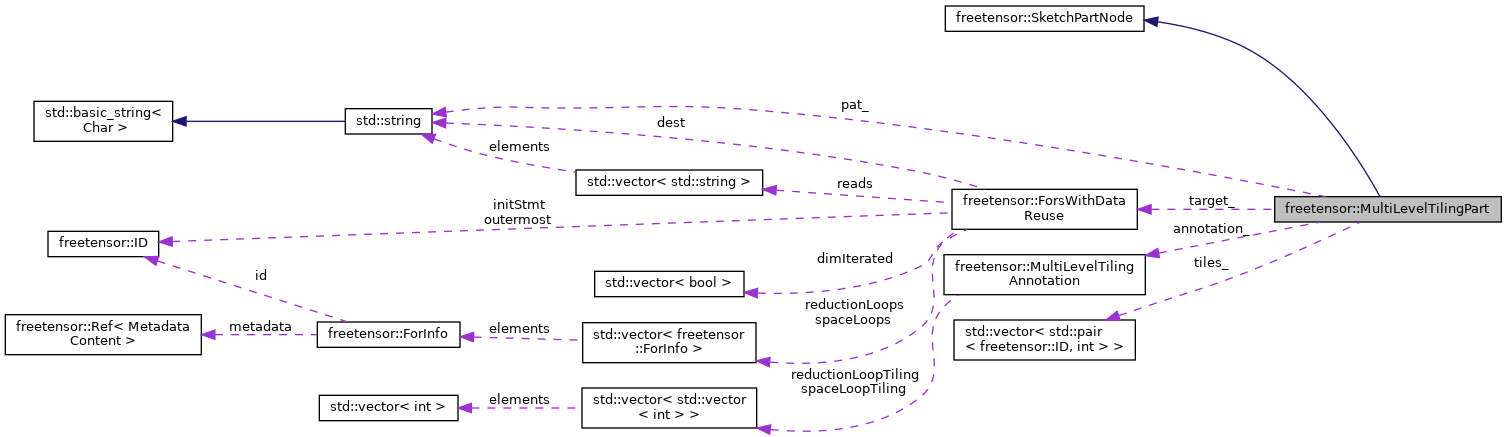 freetensor::SketchPartNode
pat_
std::basic_string<
Char >
std::string
dest
elements
reads
std::vector< std::string >
freetensor::ForsWithData
Reuse
target_
freetensor::MultiLevelTilingPart
initStmt
outermost
annotation_
freetensor::ID
dimIterated
tiles_
freetensor::MultiLevelTiling
Annotation
id
std::vector< bool >
reductionLoops
spaceLoops
freetensor::Ref< Metadata
Content >
metadata
freetensor::ForInfo
elements
std::vector< freetensor
::ForInfo >
std::vector< std::pair
< freetensor::ID, int > >
reductionLoopTiling
spaceLoopTiling
std::vector< int >
elements
std::vector< std::vector
< int > >